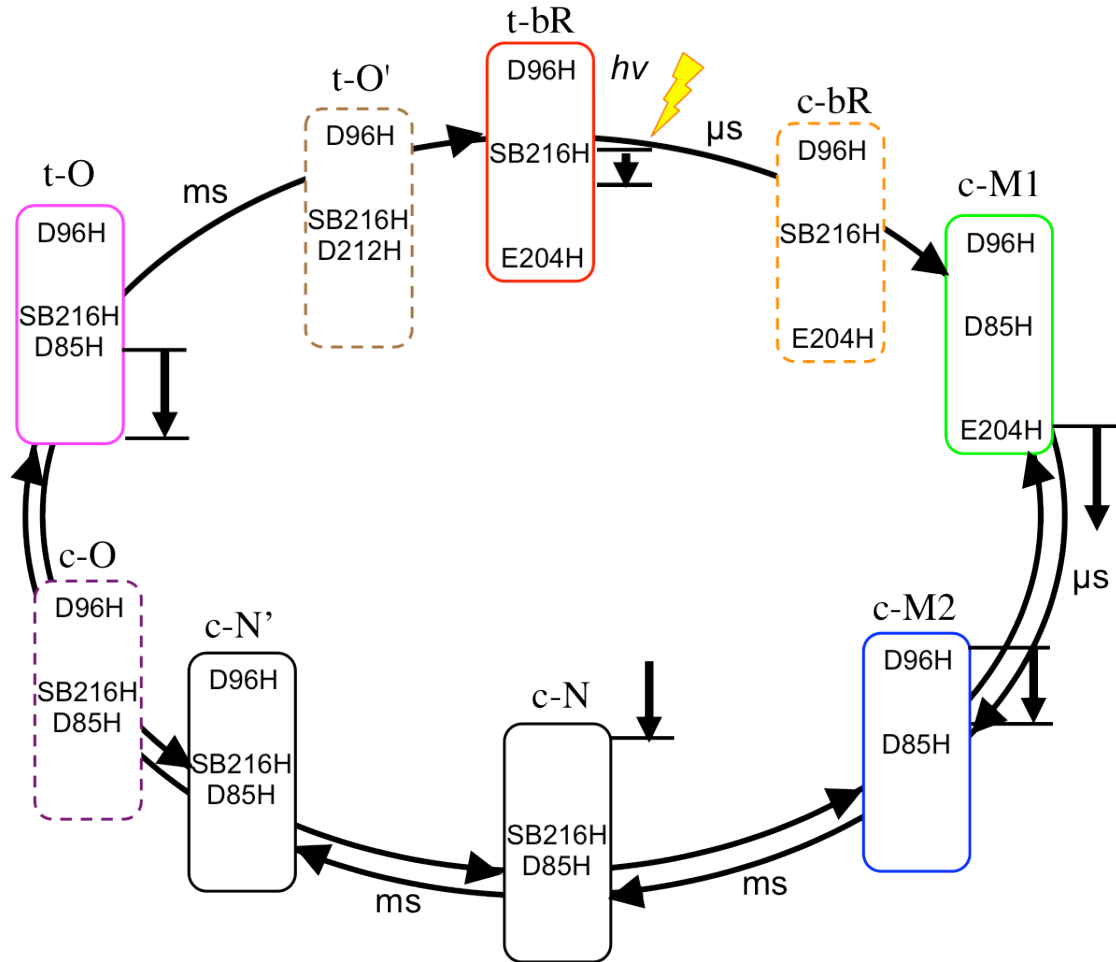 t-bR
D96H
SB216H
E204H
hν
μs
c-bR
D96H
SB216H
E204H
c-M1
D96H
D85H
E204H
μs
c-M2
D96H
D85H
ms
c-N
SB216H
D85H
ms
c-N’
D96H
SB216H
D85H
c-O
D96H
SB216H
D85H
t-O
D96H
SB216H
D85H
ms
t-O'
D96H
SB216H
D212H